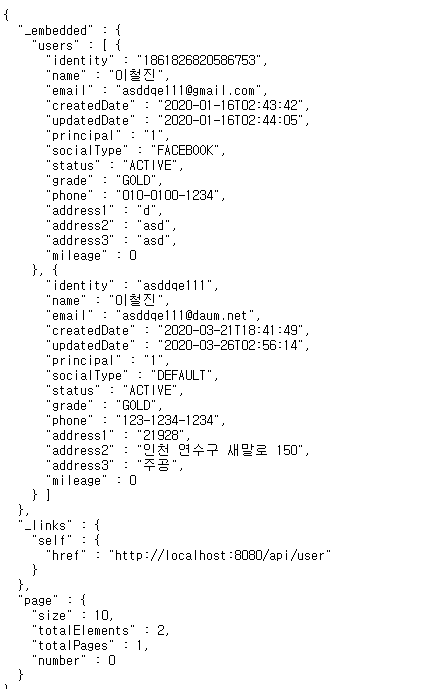 {
"_embedded" : {
"users" : [ {
"identity" : "1861826820586753",
"name" : "이철진",
"email" : "asddqe111@gmail.com",
"createdDate" : "2020-01-16T02:43:42",
"updatedDate" : "2020-01-16T02:44:05",
"principal" : "1",
"socialType" : "FACEBOOK",
"status" : "ACTIVE",
"grade" : "GOLD",
"phone" : "010-0100-1234",
"address1" : "d",
"address2" : "asd",
"address3" : "asd",
"mileage" : 0
}, {
"identity" : "asddqe111",
"name" : "이철진",
"email" : "asddqe111@daum.net",
"createdDate" : "2020-03-21T18:41:49",
"updatedDate" : "2020-03-26T02:56:14",
"principal" : "1",
"socialType" : "DEFAULT",
"status" : "ACTIVE",
"grade" : "GOLD",
"phone" : "123-1234-1234",
"address1" : "21928",
"address2" : "인천 연수구 새말로 150",
"address3" : "주공",
"mileage" : 0
} ]
},
"_links" : {
"self" : {
"href" : "http://localhost:8080/api/user"
}
},
"page" : {
"size" : 10,
"totalElements" : 2,
"totalPages" : 1,
"number" : 0
}
}